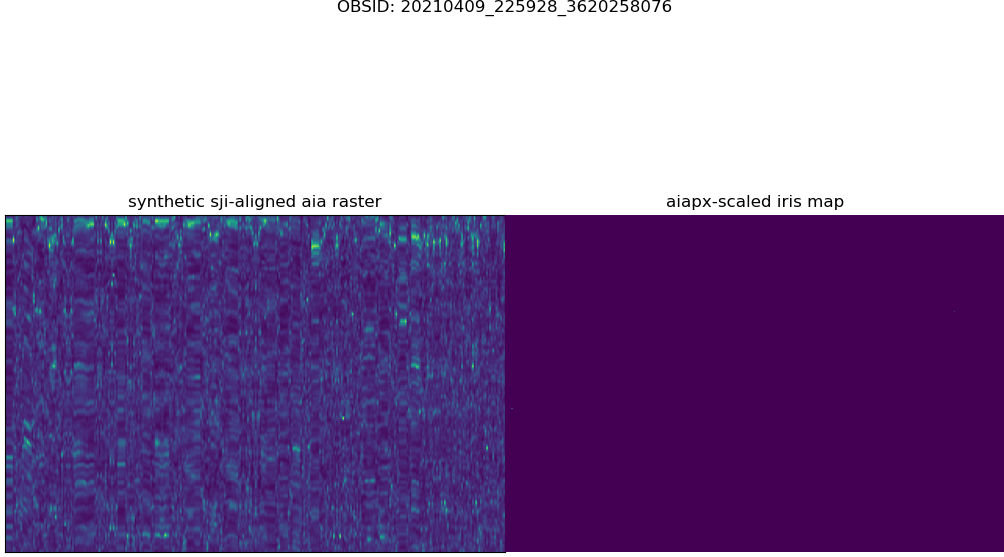 OBSID: 20210409_225928_3620258076
synthetic sji-aligned aia raster
aiapx-scaled iris map